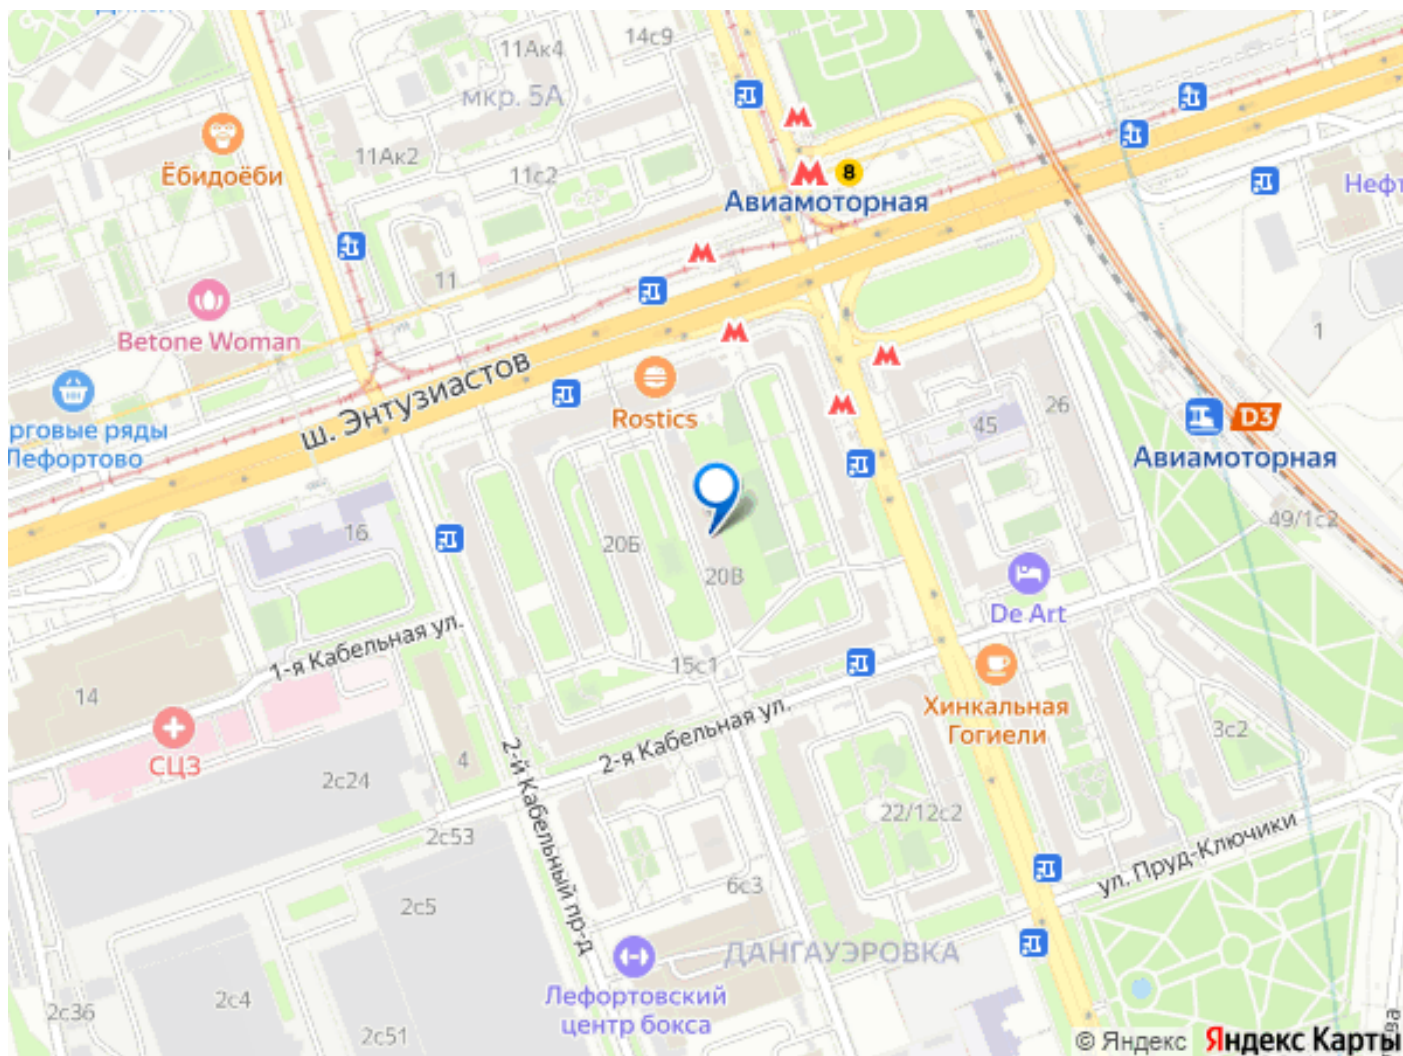 14с9
11Ак4
мкр. 5А
Ёбидоёби
11Ак2
11с2
8
Авиамоторная
Нефт
11
Betone Woman
1
ш. Энтузиастов
Rostics
рговые ряды
Лефортово
26
45
D3
Авиамоторная
16
20Б
20В
49/1с2
De Art
1-я Кабельная ул.
15с1
14
Хинкальная
Гогиели
2-я Кабельная ул.
3с2
СЦЗ
4
2с24
2-й Кабельный пр-д
22/12с2
2с53
ул. Пруд-Ключики
6с3
2с5
ДАНГАУЭРОВКА
Лефортовский
центр бокса
2с4
2с36
2с51
© Яндекс
Яндекс Карты